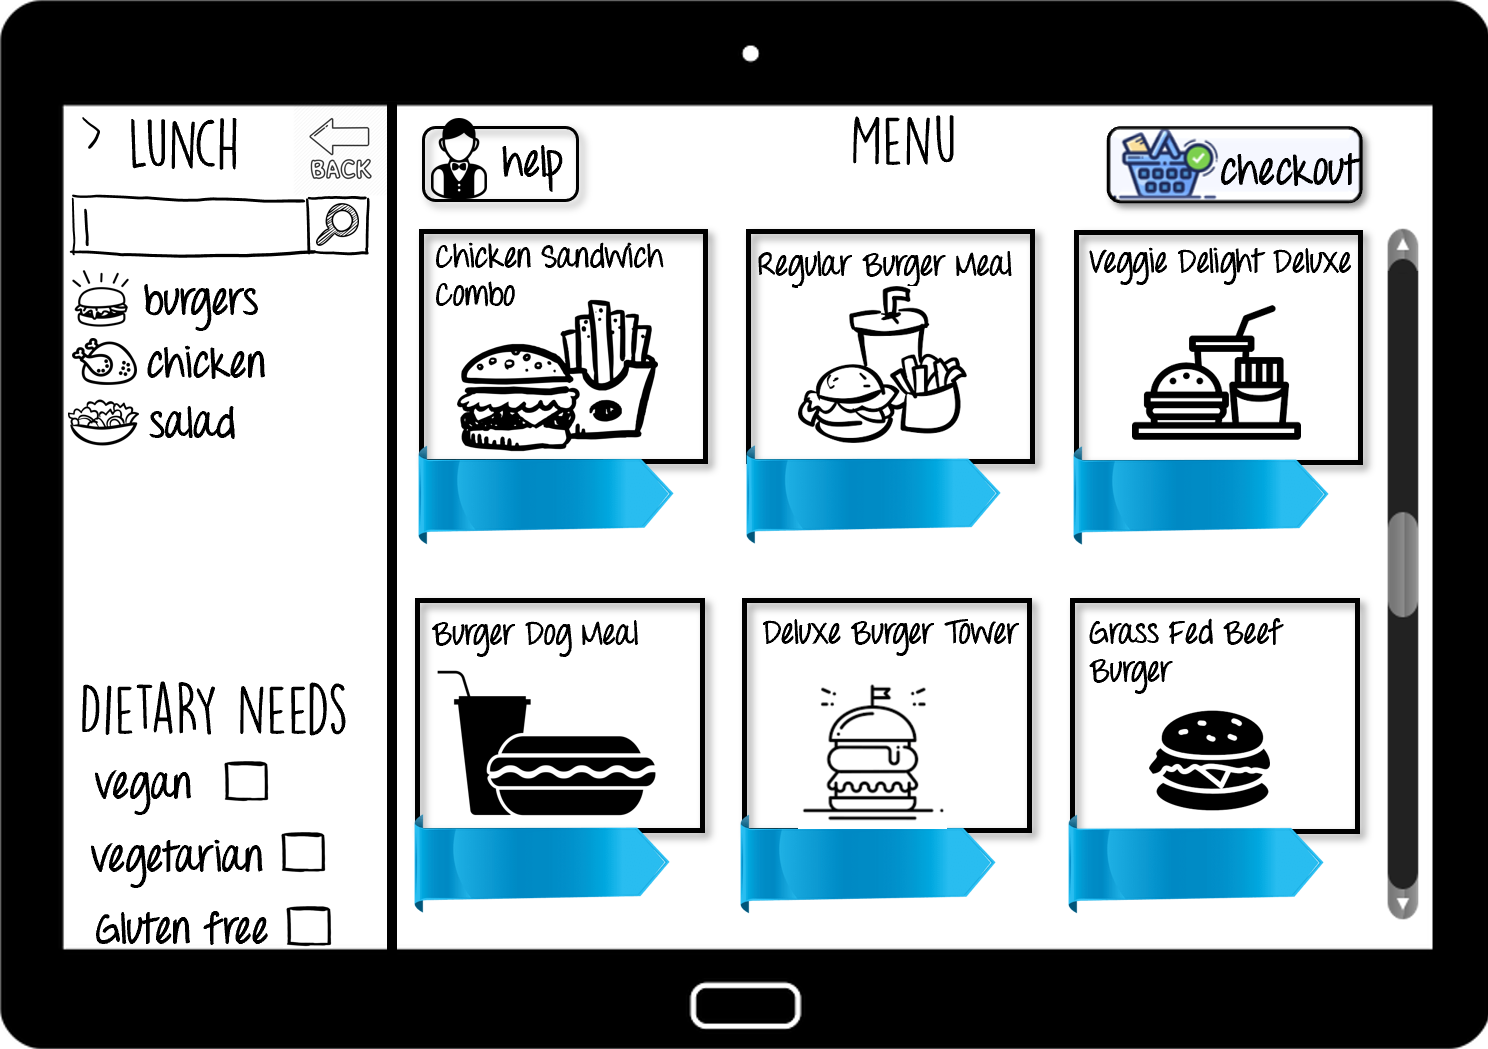 > LUNCH
BACK
burgers
chicken
salad
DIETARY NEEDS
vegan
vegetarian
Gluten free
help
MENU
checkout
Chicken Sandwich
Combo
Regular Burger Meal
Veggie Delight Deluxe
Burger Dog Meal
Deluxe Burger Tower
Grass Fed Beef
Burger